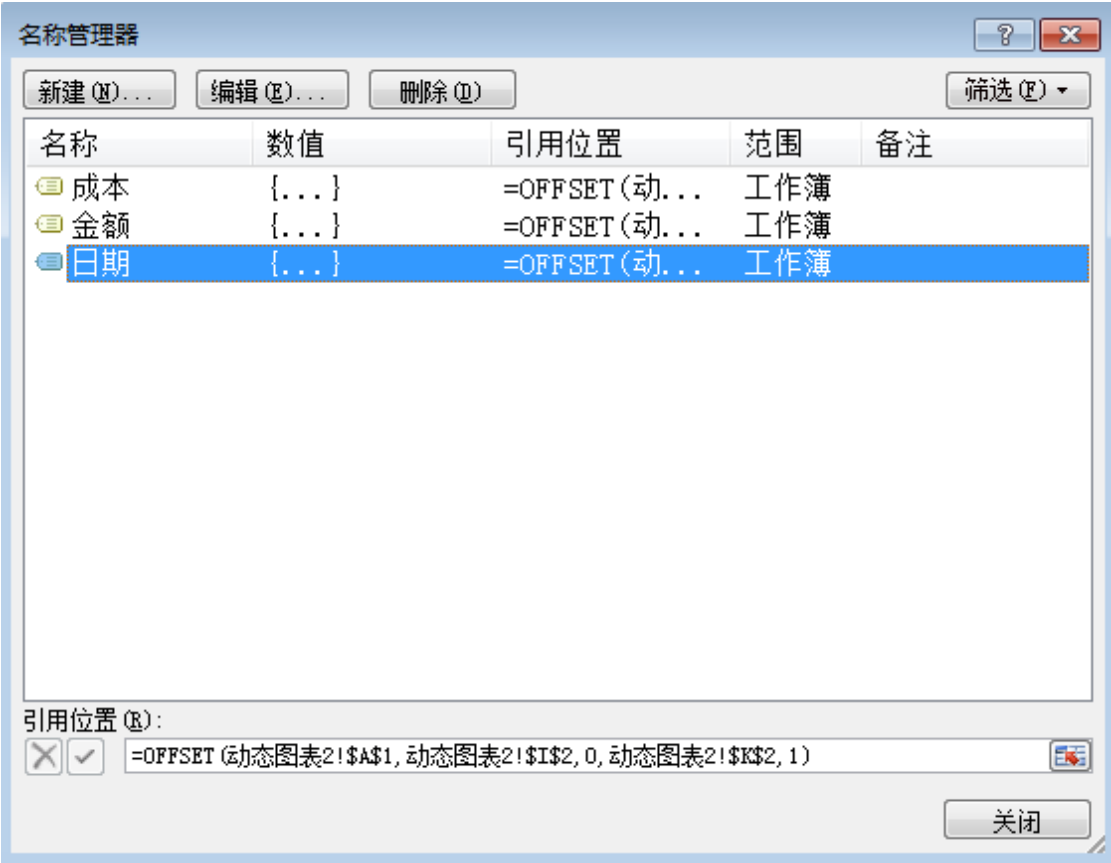 名称管理器
新建(N)... 编辑(E)... 删除(D) 筛选(F)
名称 数值 引用位置 范围 备注
成本 {...} =OFFSET(动... 工作簿
金额 {...} =OFFSET(动... 工作簿
日期 {...} =OFFSET(动... 工作簿
引用位置(R):
=OFFSET(动态图表2!$A$1,动态图表2!$I$2,0,动态图表2!$K$2,1)
关闭